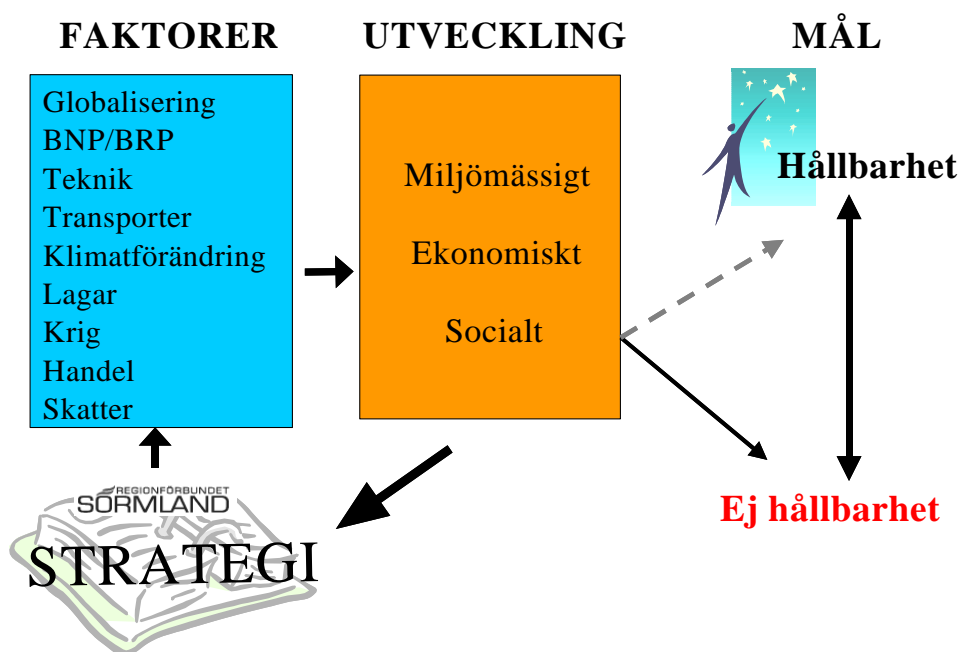 FAKTORER
UTVECKLING
MÅL
Globalisering
BNP/BRP
Teknik
Transporter
Klimatförändring
Lagar
Krig
Handel
Skatter
Miljömässigt
Ekonomiskt
Socialt
Hållbarhet
Ej hållbarhet
REGIONFÖRBUNDET
SÖRMLAND
STRATEGI